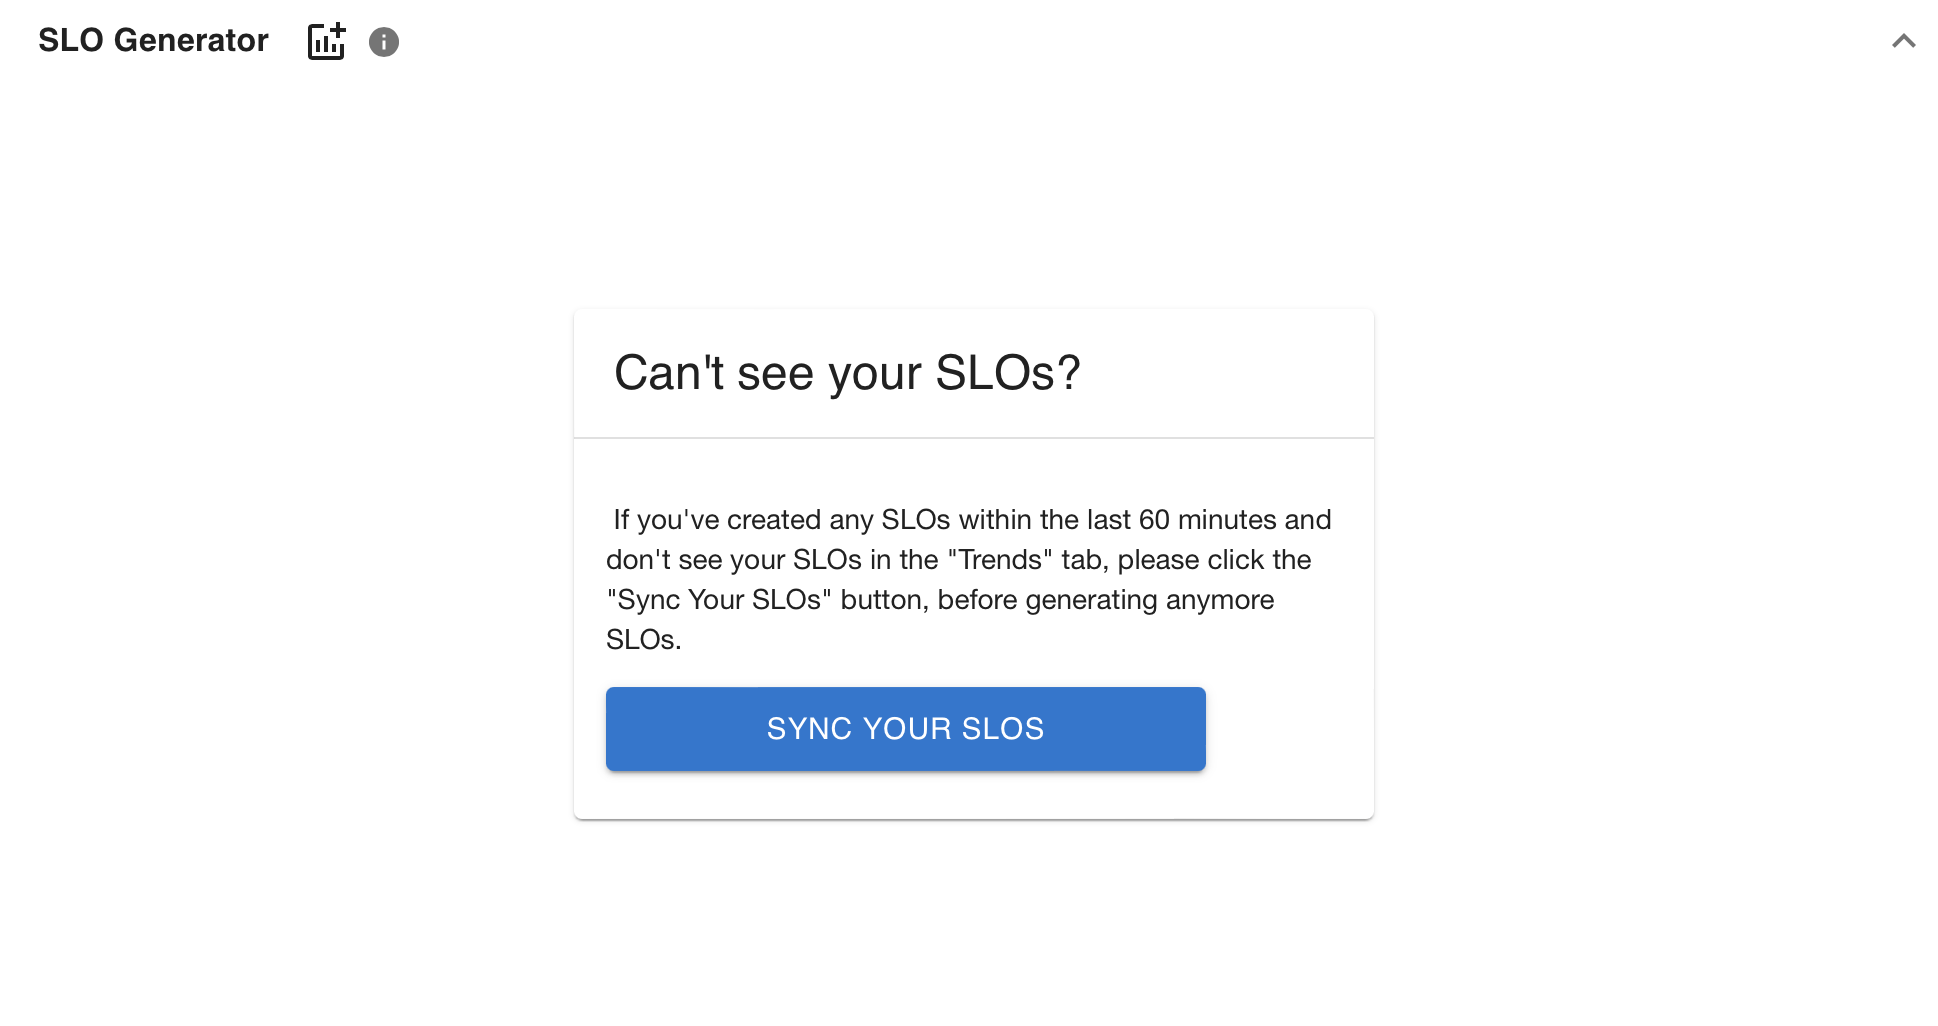 SLO Generator
Can't see your SLOs?
If you've created any SLOs within the last 60 minutes and
don't see your SLOs in the "Trends" tab, please click the
"Sync Your SLOs" button, before generating anymore
SLOs.
SYNC YOUR SLOS